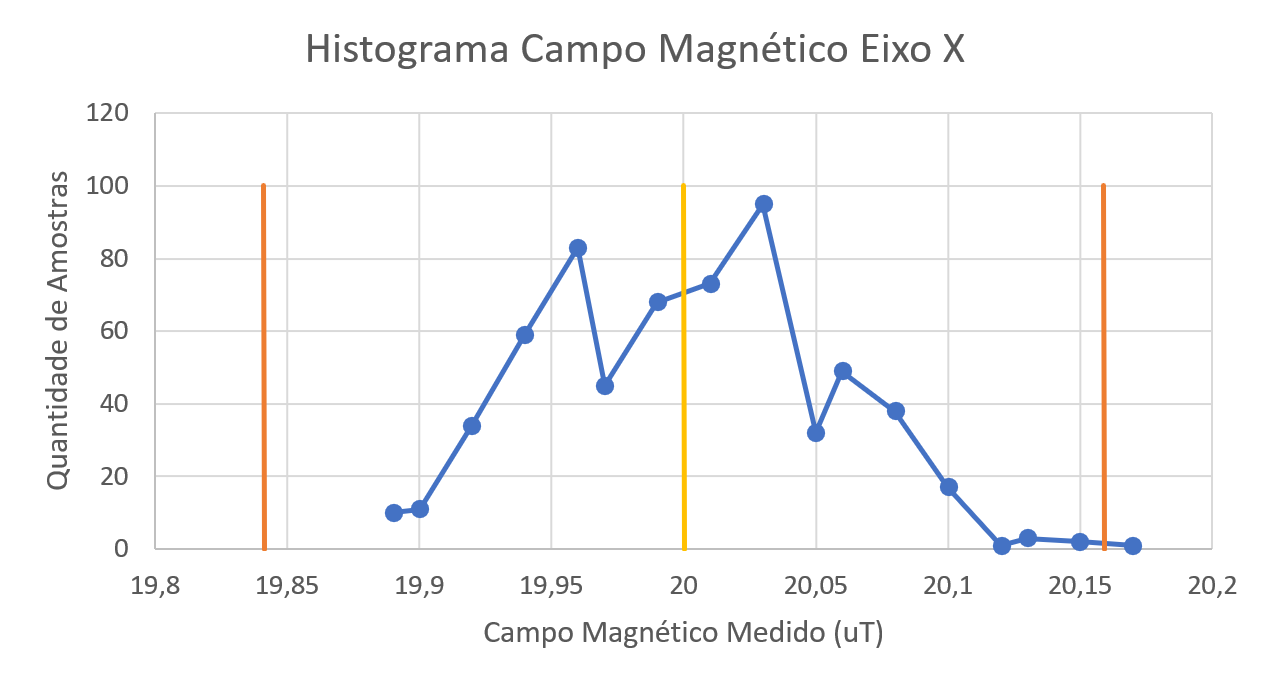 Histograma Campo Magnético Eixo X
120
100
80
60
40
20
0
Quantidade de Amostras
19,8 19,85 19,9 19,95 20 20,05 20,1 20,15 20,2
Campo Magnético Medido (uT)